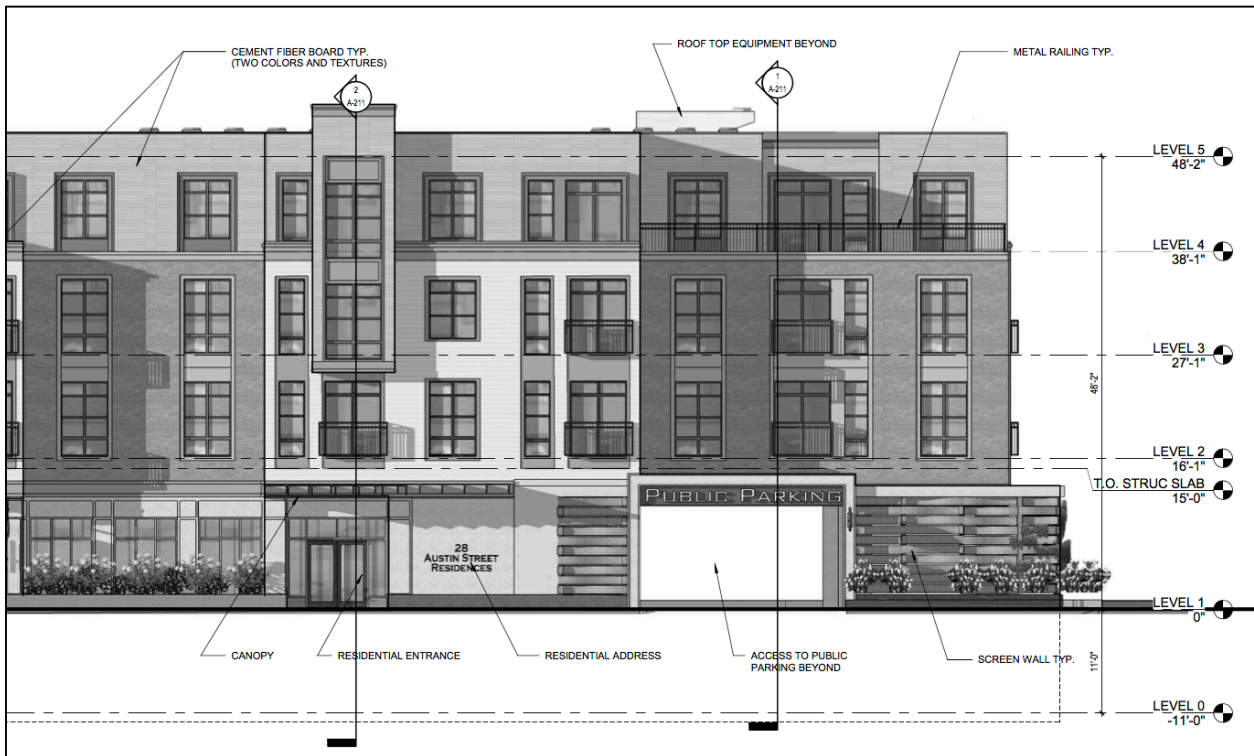 CEMENT FIBER BOARD TYP.
(TWO COLORS AND TEXTURES)
ROOF TOP EQUIPMENT BEYOND
METAL RAILING TYP.
2
A-211
1
A-211
LEVEL 5
48'-2"
LEVEL 4
38'-1"
LEVEL 3
27'-1"
48'-2"
LEVEL 2
16'-1"
T.O. STRUC SLAB
15'-0"
PUBLIC PARKING
28
AUSTIN STREET
RESIDENCES
LEVEL 1
0"
CANOPY
RESIDENTIAL ENTRANCE
RESIDENTIAL ADDRESS
ACCESS TO PUBLIC
PARKING BEYOND
SCREEN WALL TYP.
11'-0"
LEVEL 0
-11'-0"